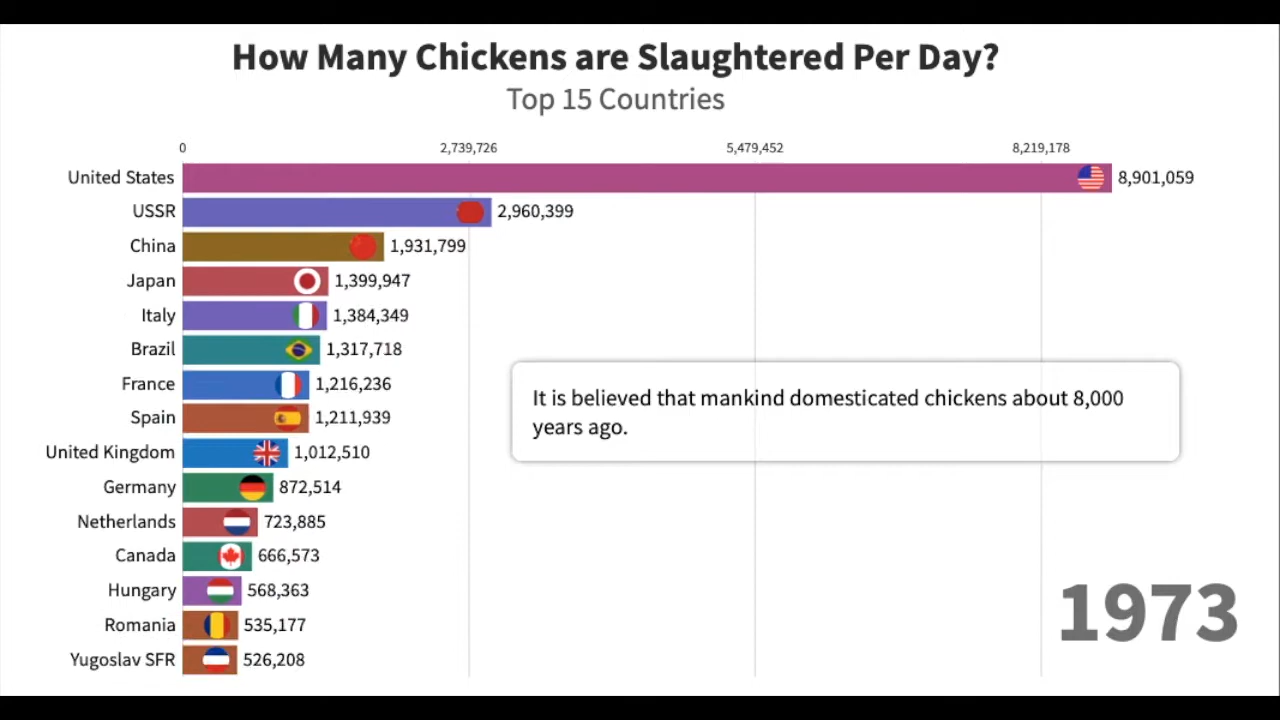 How Many Chickens are Slaughtered Per Day?
Top 15 Countries
0 2,739,726 5,479,452 8,219,178
United States 8,901,059
USSR 2,960,399
China 1,931,799
Japan 1,399,947
Italy 1,384,349
Brazil 1,317,718
France 1,216,236
Spain 1,211,939
United Kingdom 1,012,510
Germany 872,514
Netherlands 723,885
Canada 666,573
Hungary 568,363
Romania 535,177
Yugoslav SFR 526,208
It is believed that mankind domesticated chickens about 8,000
years ago.
1973